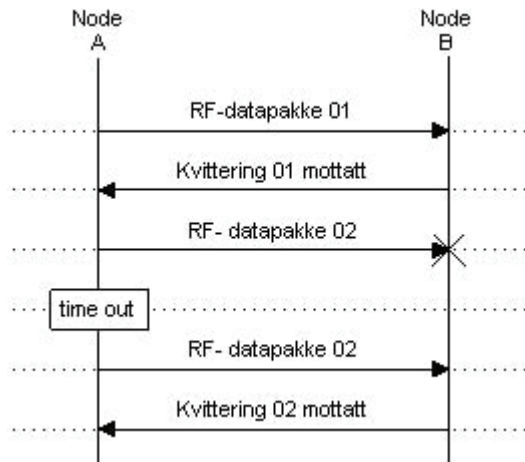 Node
A
Node
B
RF-datapakke 01
Kvittering 01 mottatt
RF- datapakke 02
time out
RF- datapakke 02
Kvittering 02 mottatt